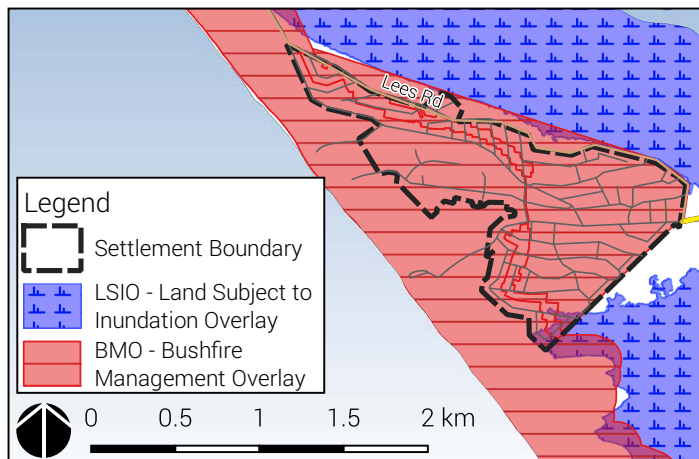 Lees Rd
Legend
Settlement Boundary
LSIO - Land Subject to
Inundation Overlay
BMO - Bushfire
Management Overlay
0 0.5 1 1.5 2 km